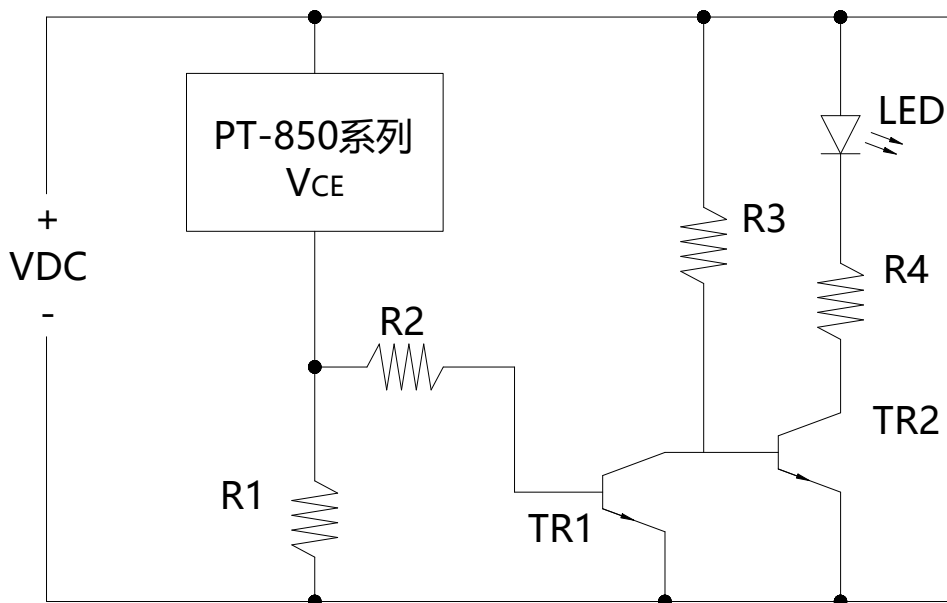 LED
PT-850系列
VCE
R3
+
VDC
-
R4
R2
TR2
R1
TR1